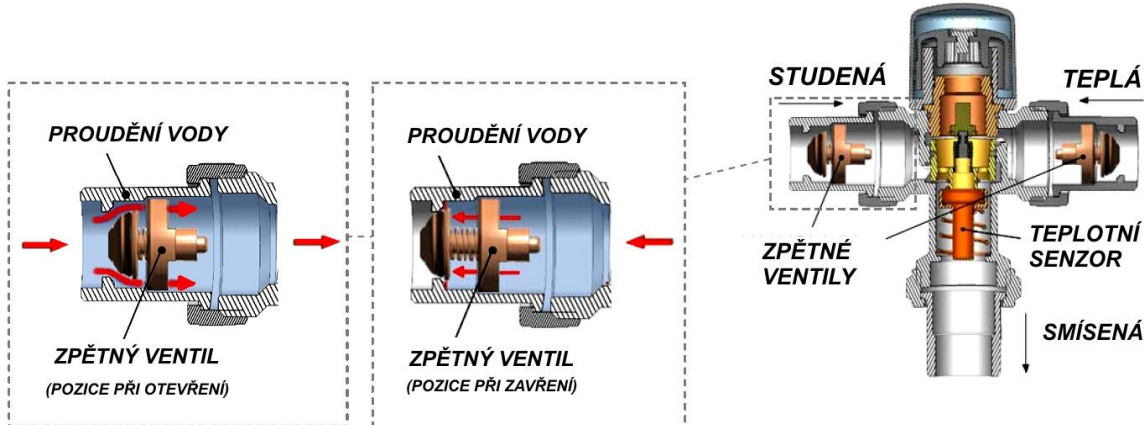 PROUDĚNÍ VODY
ZPĚTNÝ VENTIL
(POZICE PŘI OTEVŘENÍ)
PROUDĚNÍ VODY
ZPĚTNÝ VENTIL
(POZICE PŘI ZAVŘENÍ)
STUDENÁ
TEPLÁ
ZPĚTNÉ
VENTILY
TEPLOTNÍ
SENZOR
SMÍSENÁ